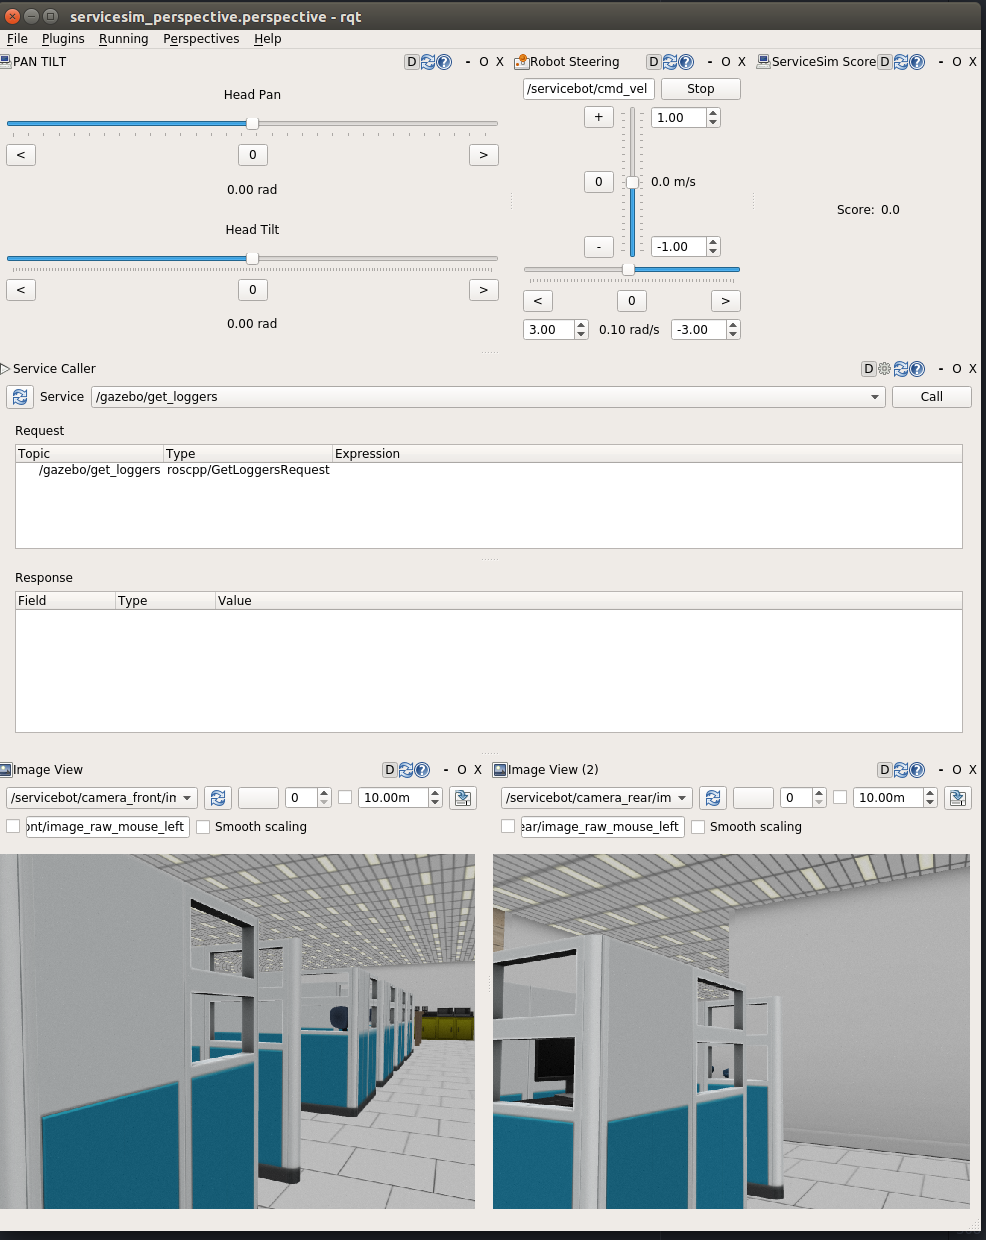 servicesim_perspective.perspective - rqt
File Plugins Running Perspectives Help
PAN TILT D - O X
Head Pan
< 0 >
0.00 rad
Head Tilt
< 0 >
0.00 rad
Robot Steering D - O X
/servicebot/cmd_vel Stop
+ 1.00
0 0.0 m/s
- -1.00
< 0 >
3.00 0.10 rad/s -3.00
ServiceSim Score D - O X
Score: 0.0
Service Caller D - O X
Service /gazebo/get_loggers Call
Request
Topic Type Expression
/gazebo/get_loggers roscpp/GetLoggersRequest
Response
Field Type Value
Image View D - O X
/servicebot/camera_front/in 0 10.00m
ont/image_raw_mouse_left Smooth scaling
Image View (2) D - O X
/servicebot/camera_rear/im 0 10.00m
ear/image_raw_mouse_left Smooth scaling